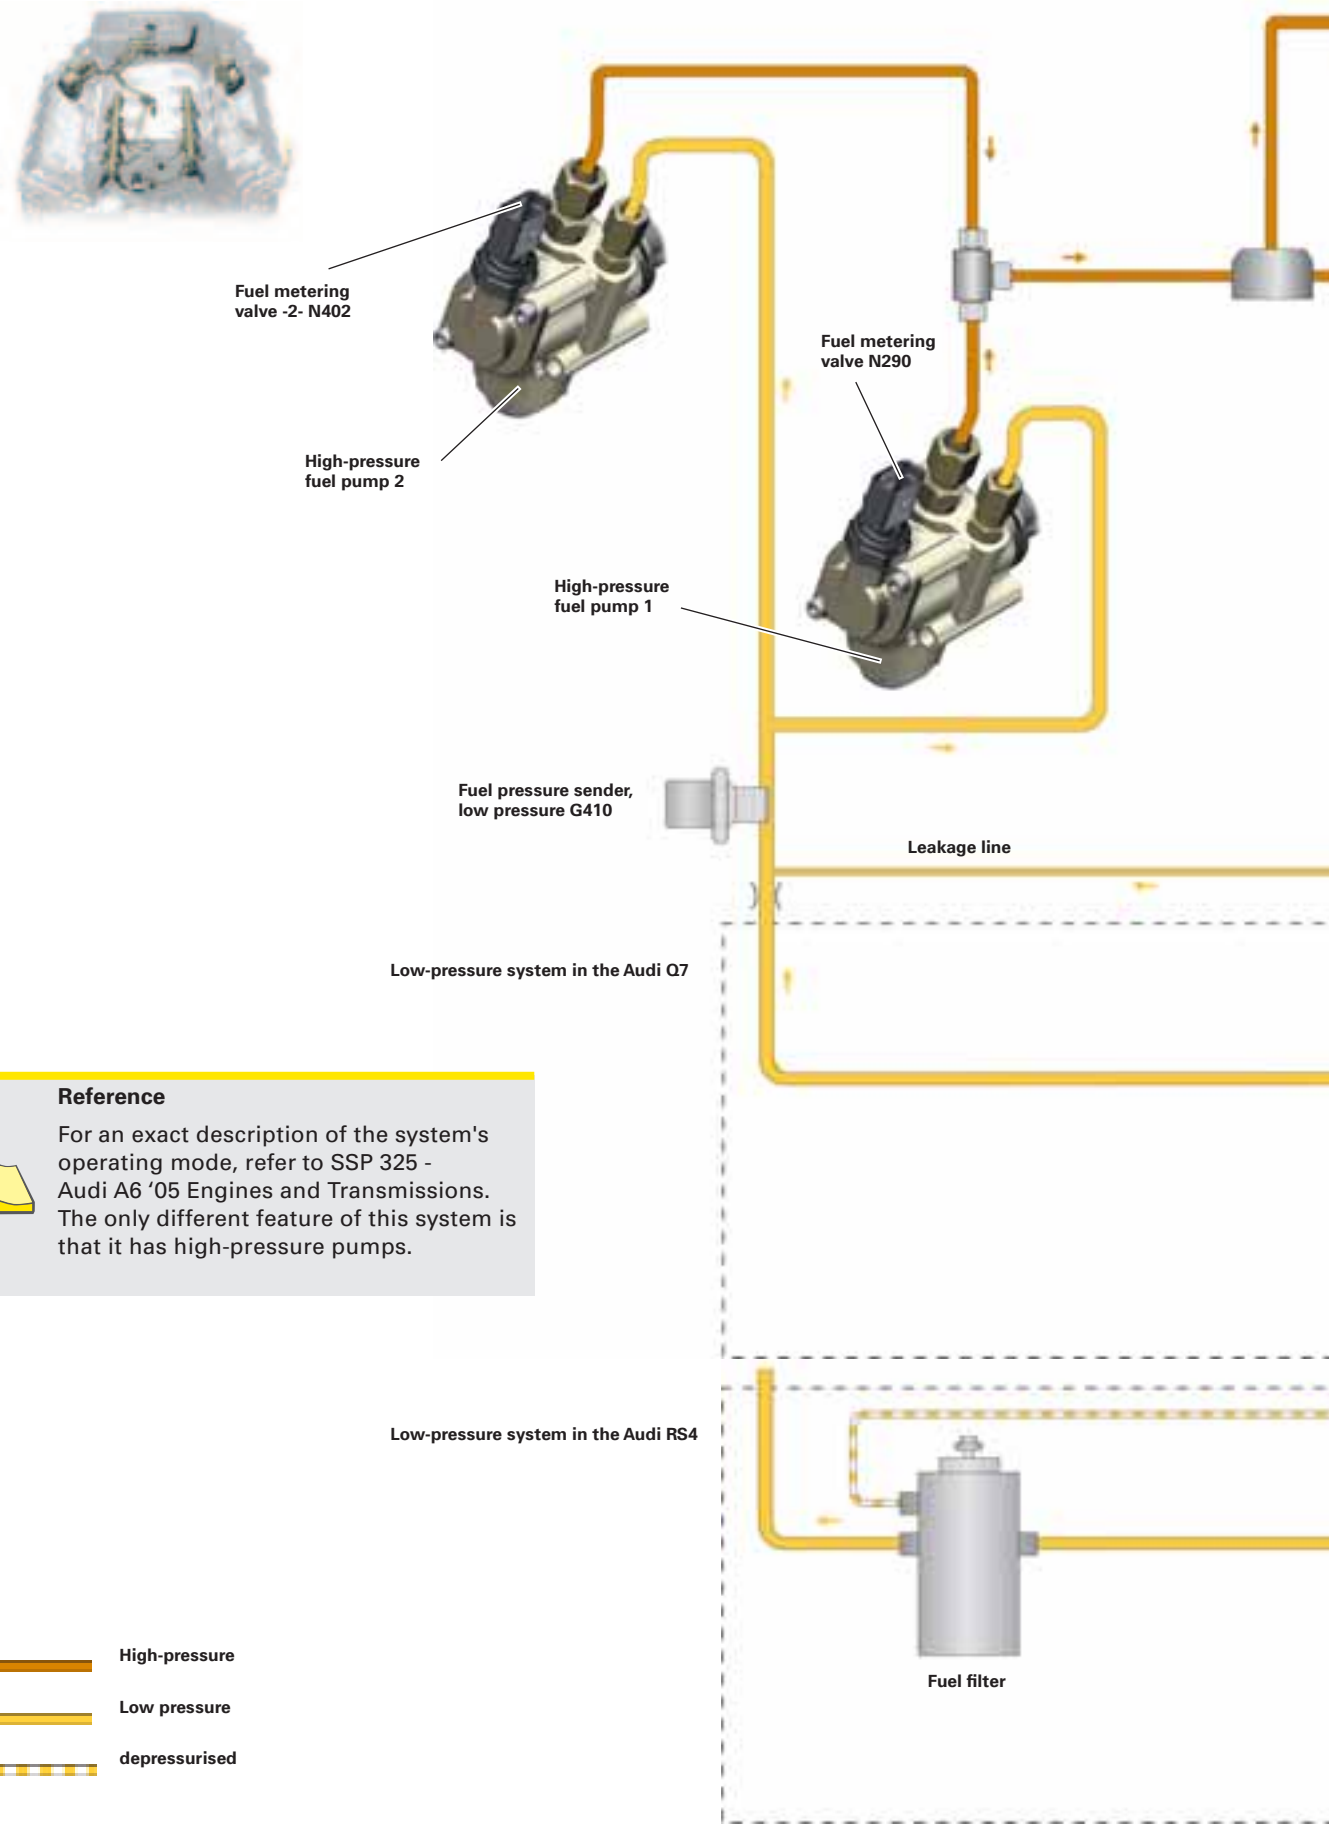 Fuel metering
valve -2- N402
Fuel metering
valve N290
High-pressure
fuel pump 2
High-pressure
fuel pump 1
Fuel pressure sender,
low pressure G410
Leakage line
Low-pressure system in the Audi Q7
Reference
For an exact description of the system's
operating mode, refer to SSP 325 -
Audi A6 ‘05 Engines and Transmissions.
The only different feature of this system is
that it has high-pressure pumps.
Low-pressure system in the Audi RS4
Fuel filter
High-pressure
Low pressure
depressurised